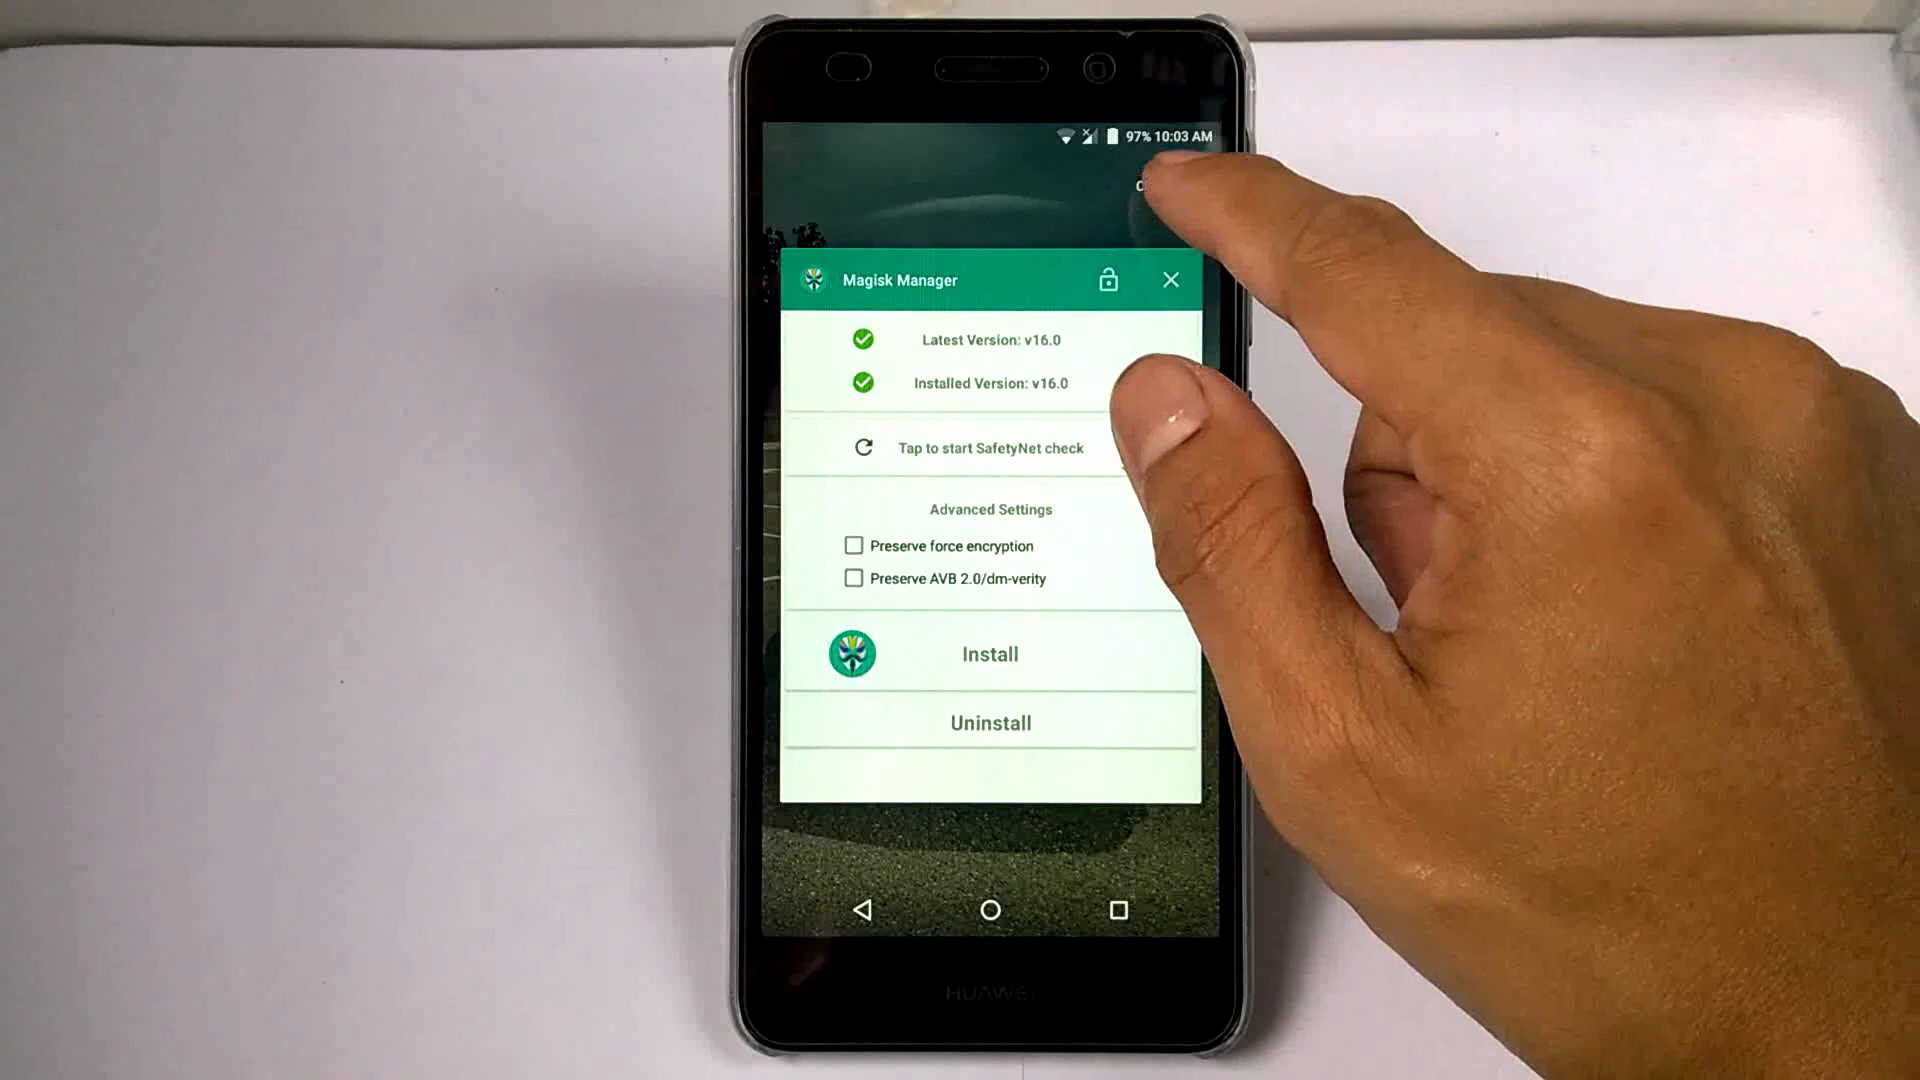 97% 10:03 AM
Magisk Manager
Latest Version: v16.0
Installed Version: v16.0
Tap to start SafetyNet check
Advanced Settings
Preserve force encryption
Preserve AVB 2.0/dm-verity
Install
Uninstall
HUAWEI